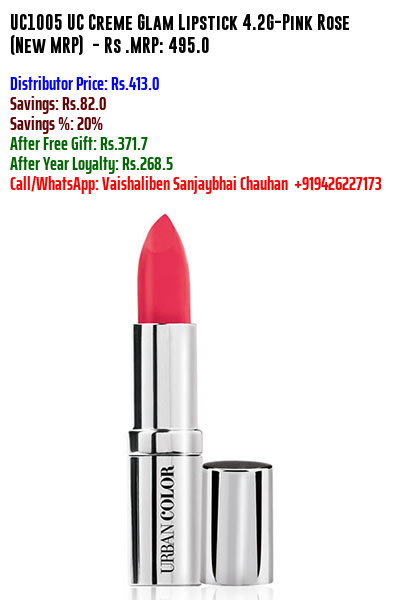 UC1005 UC Creme Glam Lipstick 4.2G-Pink Rose
(New MRP)  - Rs .MRP: 495.0
Distributor Price: Rs.413.0
Savings: Rs.82.0
Savings %: 20%
After Free Gift: Rs.371.7
After Year Loyalty: Rs.268.5
Call/WhatsApp: Vaishaliben Sanjaybhai Chauhan  +919426227173
URBAN COLOR